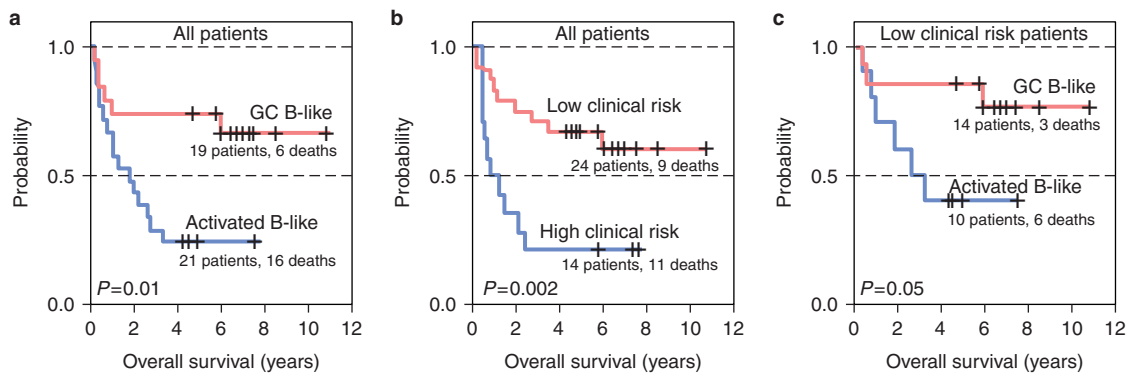 a
All patients
1.0
0.5
0.0
Probability
GC B-like
19 patients, 6 deaths
Activated B-like
21 patients, 16 deaths
P=0.01
0 2 4 6 8 10 12
Overall survival (years)
b
All patients
1.0
0.5
0.0
Probability
Low clinical risk
24 patients, 9 deaths
High clinical risk
14 patients, 11 deaths
P=0.002
0 2 4 6 8 10 12
Overall survival (years)
c
Low clinical risk patients
1.0
0.5
0.0
Probability
GC B-like
14 patients, 3 deaths
Activated B-like
10 patients, 6 deaths
P=0.05
0 2 4 6 8 10 12
Overall survival (years)